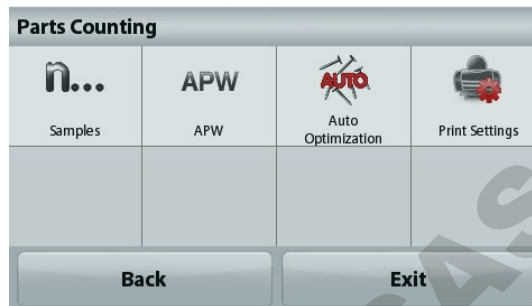 Parts Counting
n...
APW
AUTO
Samples
APW
Auto
Optimization
Print Settings
Back
Exit